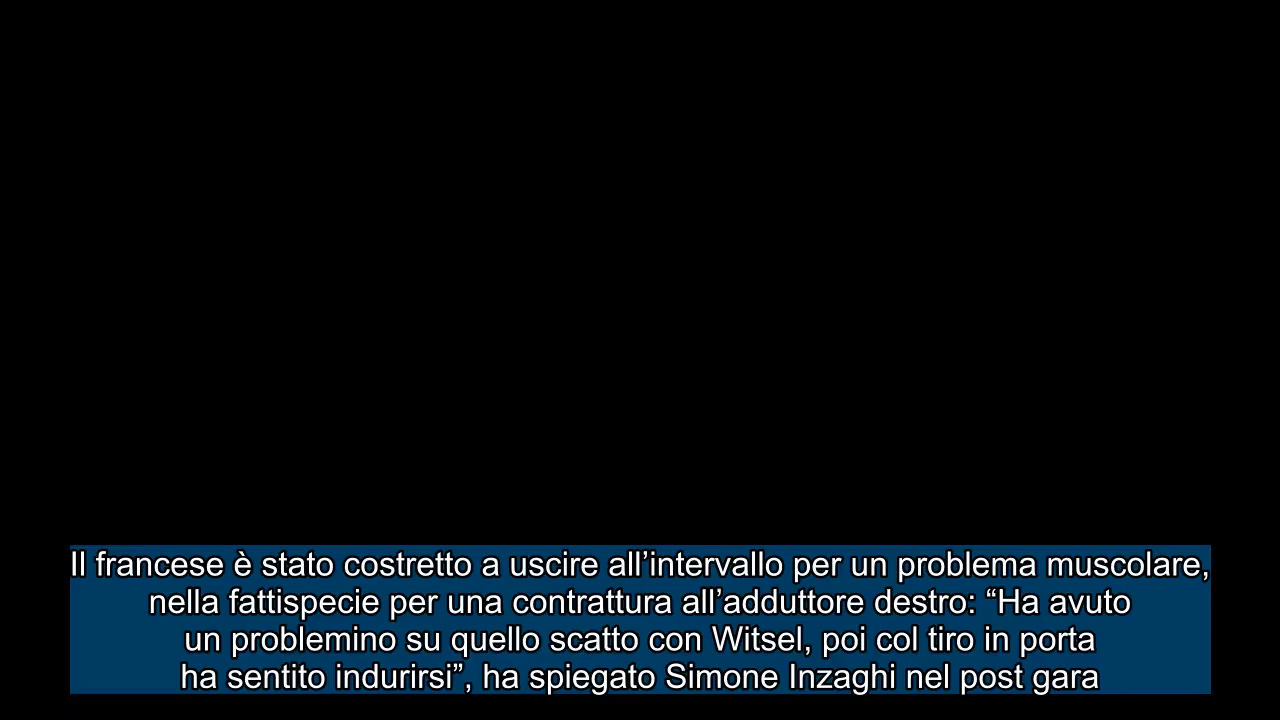 Il francese è stato costretto a uscire all’intervallo per un problema muscolare,
nella fattispecie per una contrattura all’adduttore destro: “Ha avuto
un problemino su quello scatto con Witsel, poi col tiro in porta
ha sentito indurirsi”, ha spiegato Simone Inzaghi nel post gara